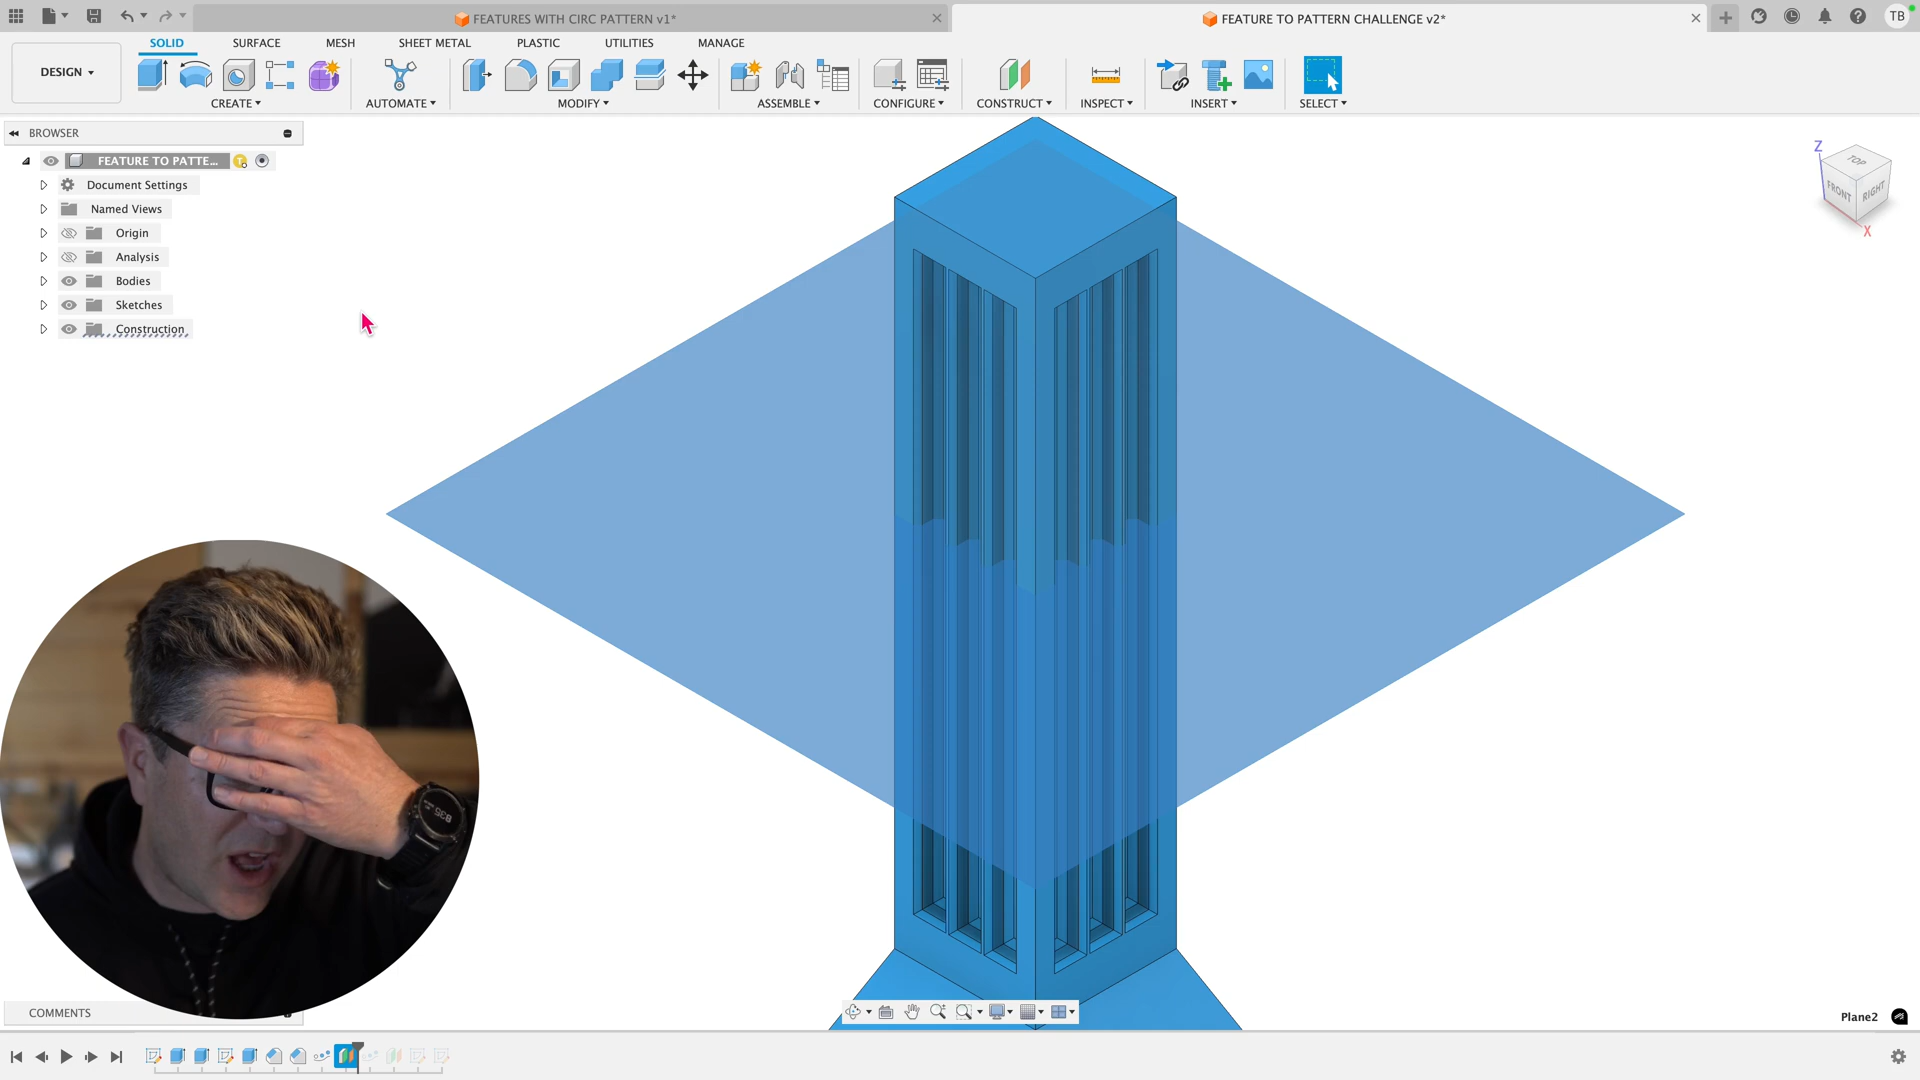 FEATURES WITH CIRC PATTERN v1*
FEATURE TO PATTERN CHALLENGE v2*
TB
SOLID
SURFACE
MESH
SHEET METAL
PLASTIC
UTILITIES
MANAGE
DESIGN
CREATE
AUTOMATE
MODIFY
ASSEMBLE
CONFIGURE
CONSTRUCT
INSPECT
INSERT
SELECT
BROWSER
FEATURE TO PATTE...
Document Settings
Named Views
Origin
Analysis
Bodies
Sketches
Construction
Z
TOP
FRONT
RIGHT
X
COMMENTS
Plane2